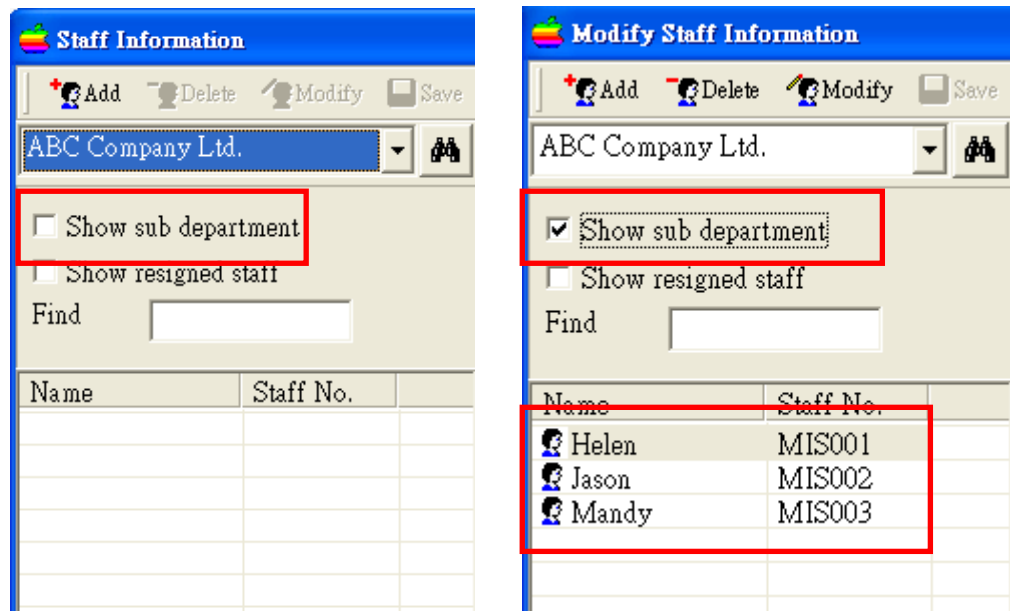 Staff Information
Add Delete Modify Save
ABC Company Ltd.
Show sub department
Show resigned staff
Find
Name Staff No.
Modify Staff Information
Add Delete Modify Save
ABC Company Ltd.
Show sub department
Show resigned staff
Find
Name Staff No.
Helen MIS001
Jason MIS002
Mandy MIS003